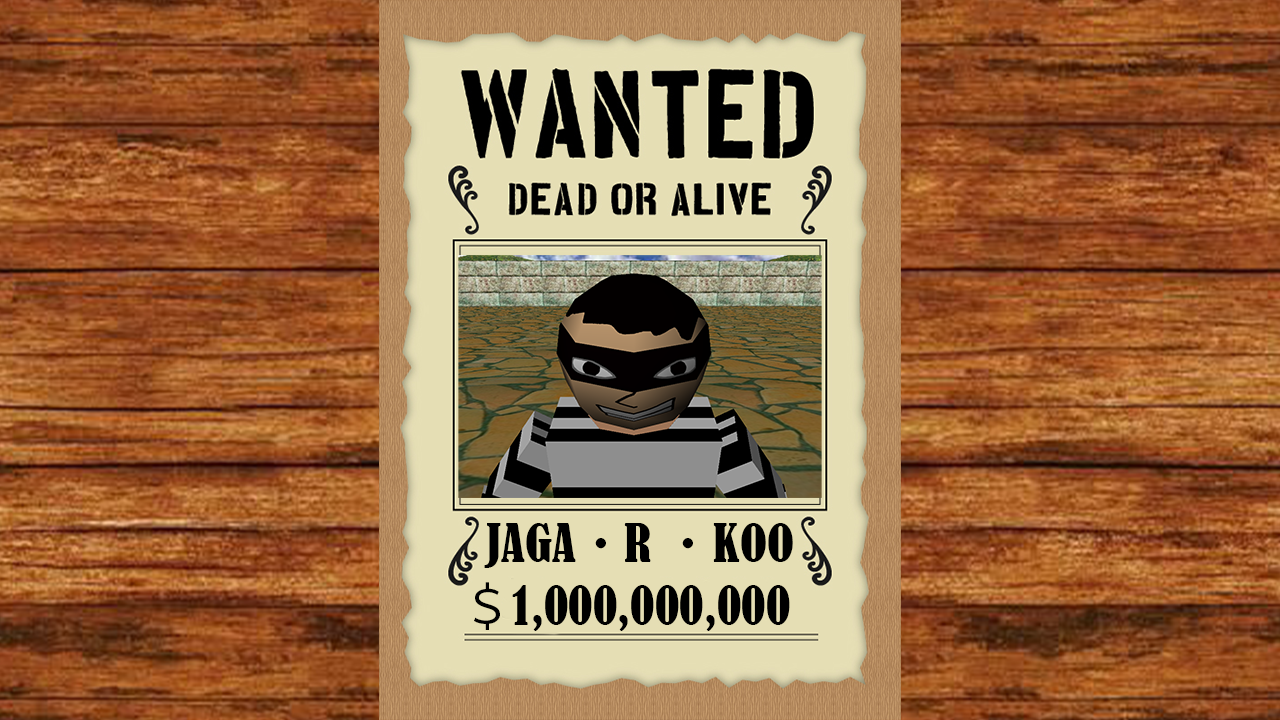 WANTED
DEAD OR ALIVE
JAGA · R · KOO
$1,000,000,000